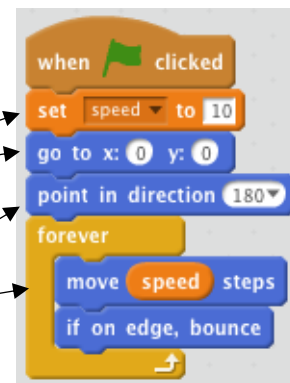 when clicked
set speed to 10
go to x: 0 y: 0
point in direction 180
forever
move speed steps
if on edge, bounce